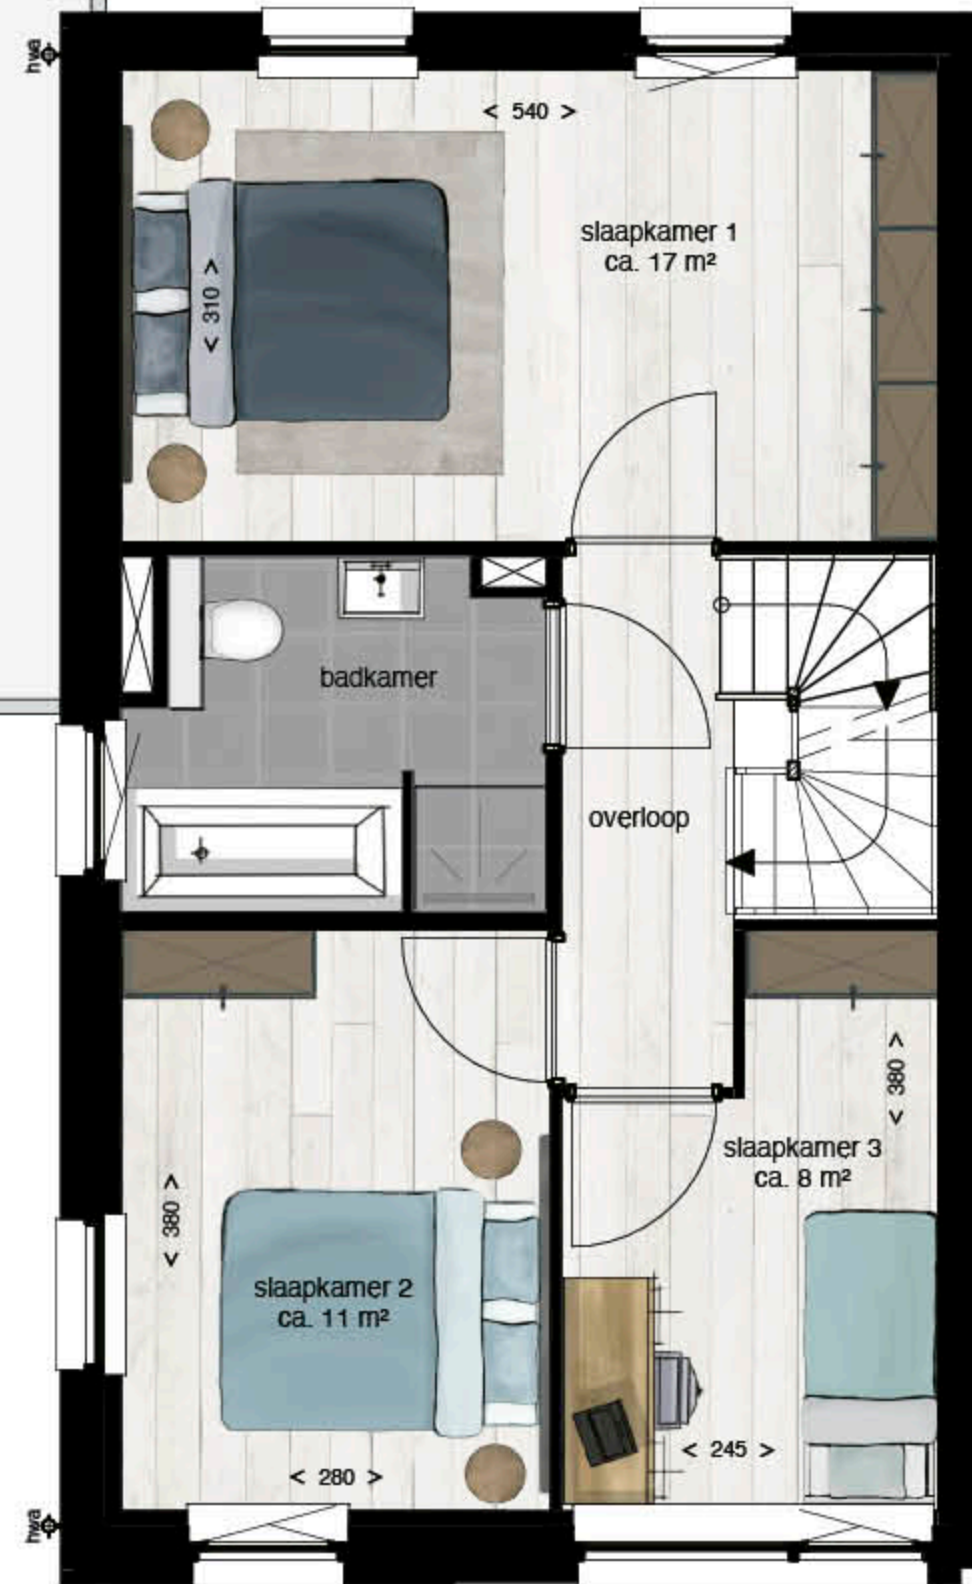 hwa
< 540 >
slaapkamer 1
ca. 17 m²
< 310 >
badkamer
overloop
< 380 >
slaapkamer 3
ca. 8 m²
< 380 >
slaapkamer 2
ca. 11 m²
< 245 >
< 280 >
hwa